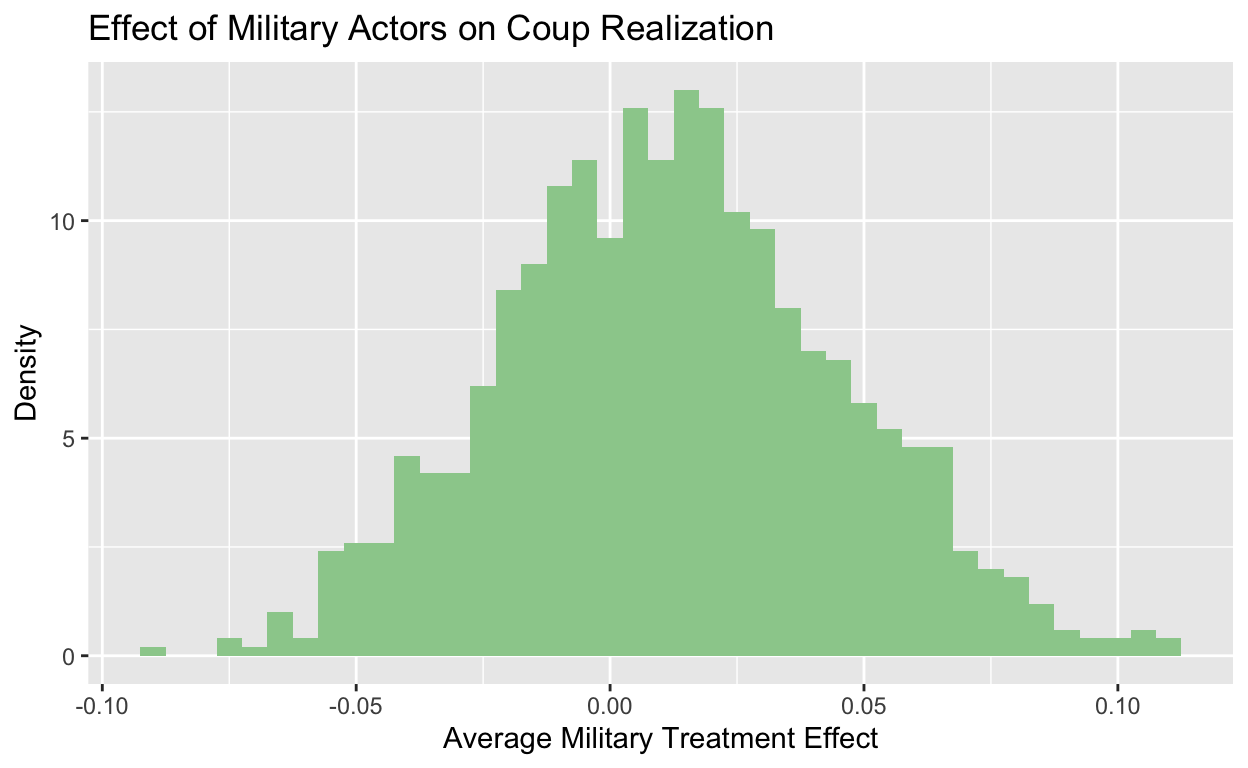 Effect of Military Actors on Coup Realization
Density
10
5
0
-0.10
-0.05
0.00
0.05
0.10
Average Military Treatment Effect